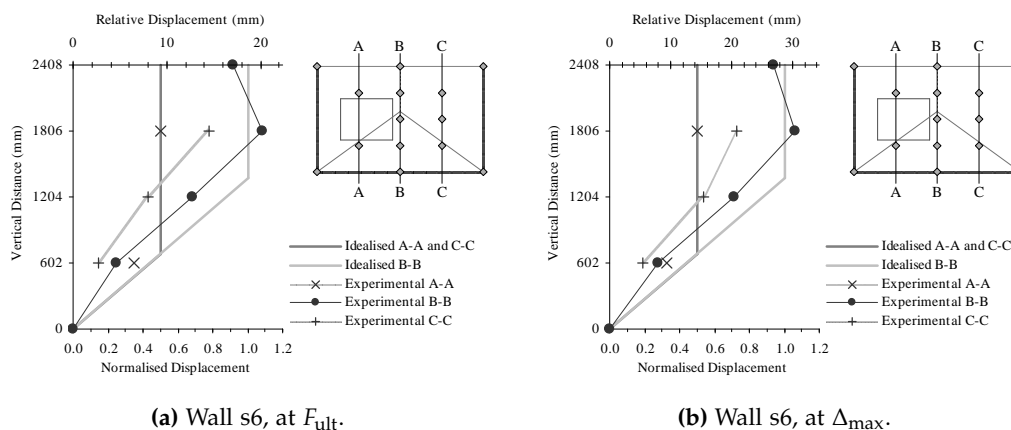 Relative Displacement (mm)
0 10 20
2408
1806
1204
602
0
Vertical Distance (mm)
0.0 0.2 0.4 0.6 0.8 1.0 1.2
Normalised Displacement
A B C
A B C
Idealised A-A and C-C
Idealised B-B
Experimental A-A
Experimental B-B
Experimental C-C
(a) Wall s6, at Fult.
Relative Displacement (mm)
0 10 20 30
2408
1806
1204
602
0
Vertical Distance (mm)
0.0 0.2 0.4 0.6 0.8 1.0 1.2
Normalised Displacement
A B C
A B C
Idealised A-A and C-C
Idealised B-B
Experimental A-A
Experimental B-B
Experimental C-C
(b) Wall s6, at Δmax.